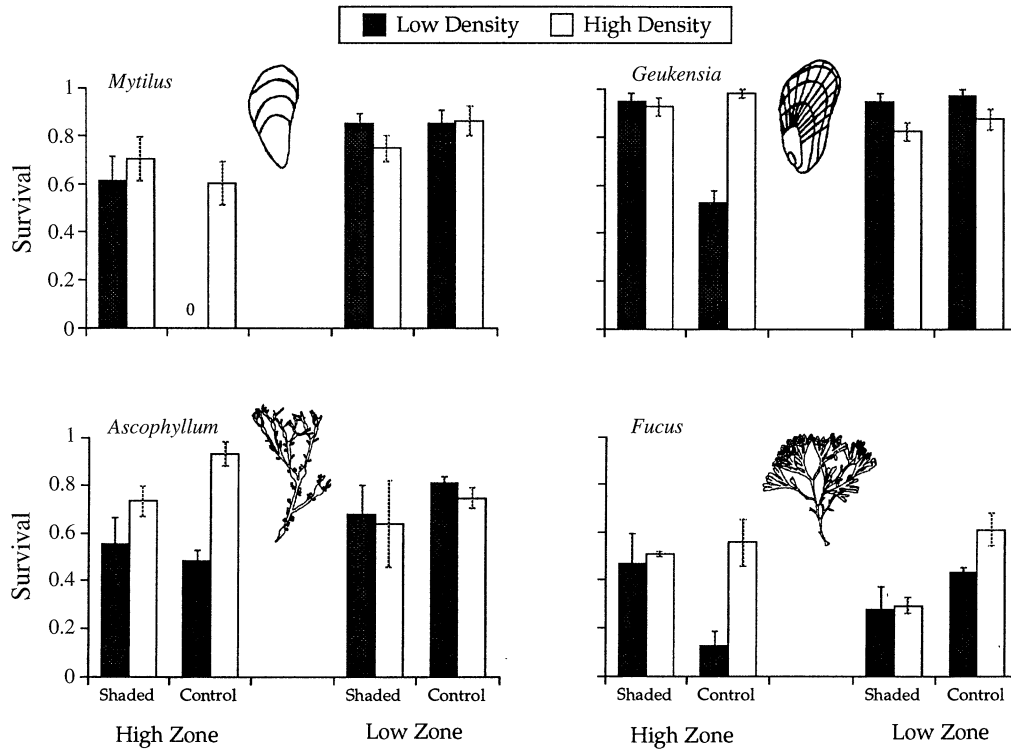 Low Density High Density
Mytilus
Geukensia
Survival
1
0.8
0.6
0.4
0.2
0
0
Ascophyllum
Fucus
Survival
1
0.8
0.6
0.4
0.2
0
Shaded Control Shaded Control
High Zone Low Zone
Shaded Control Shaded Control
High Zone Low Zone